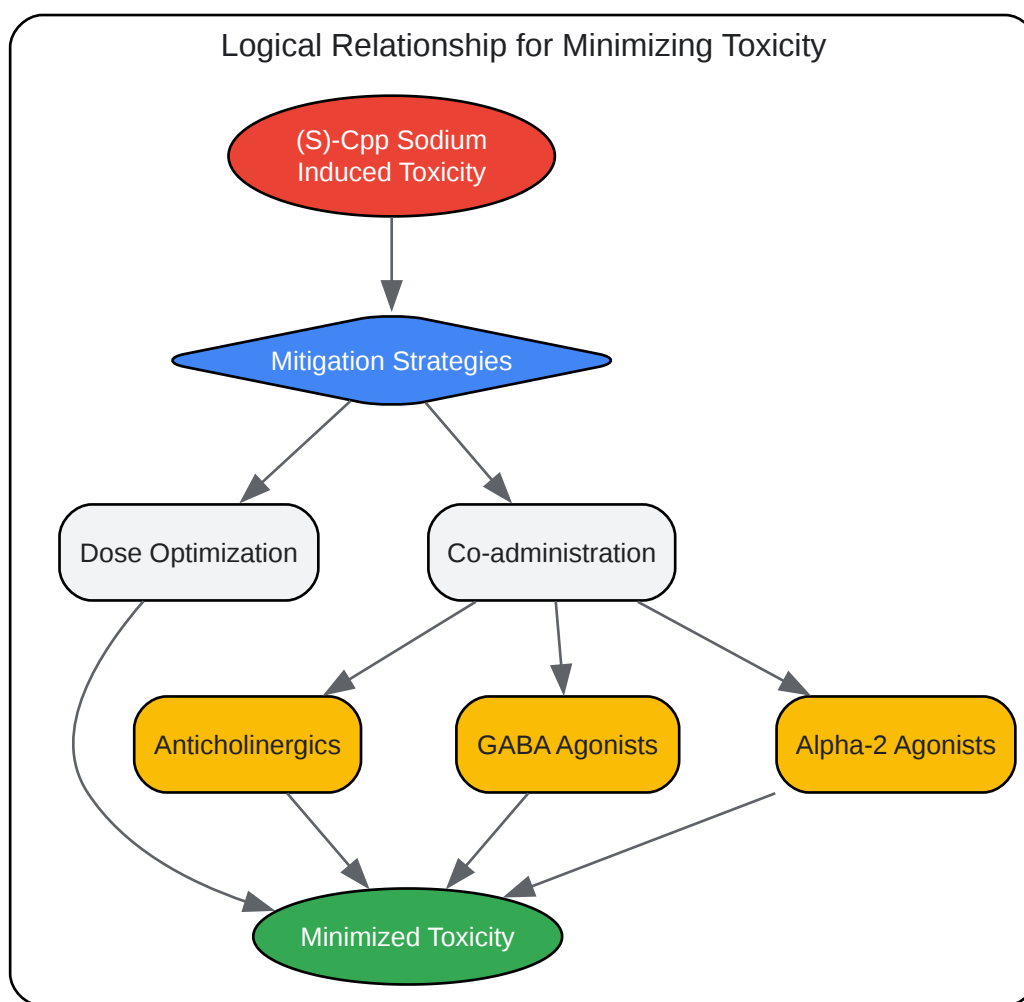 Logical Relationship for Minimizing Toxicity
(S)-Cpp Sodium
Induced Toxicity
Mitigation Strategies
Dose Optimization
Co-administration
Anticholinergics
GABA Agonists
Alpha-2 Agonists
Minimized Toxicity